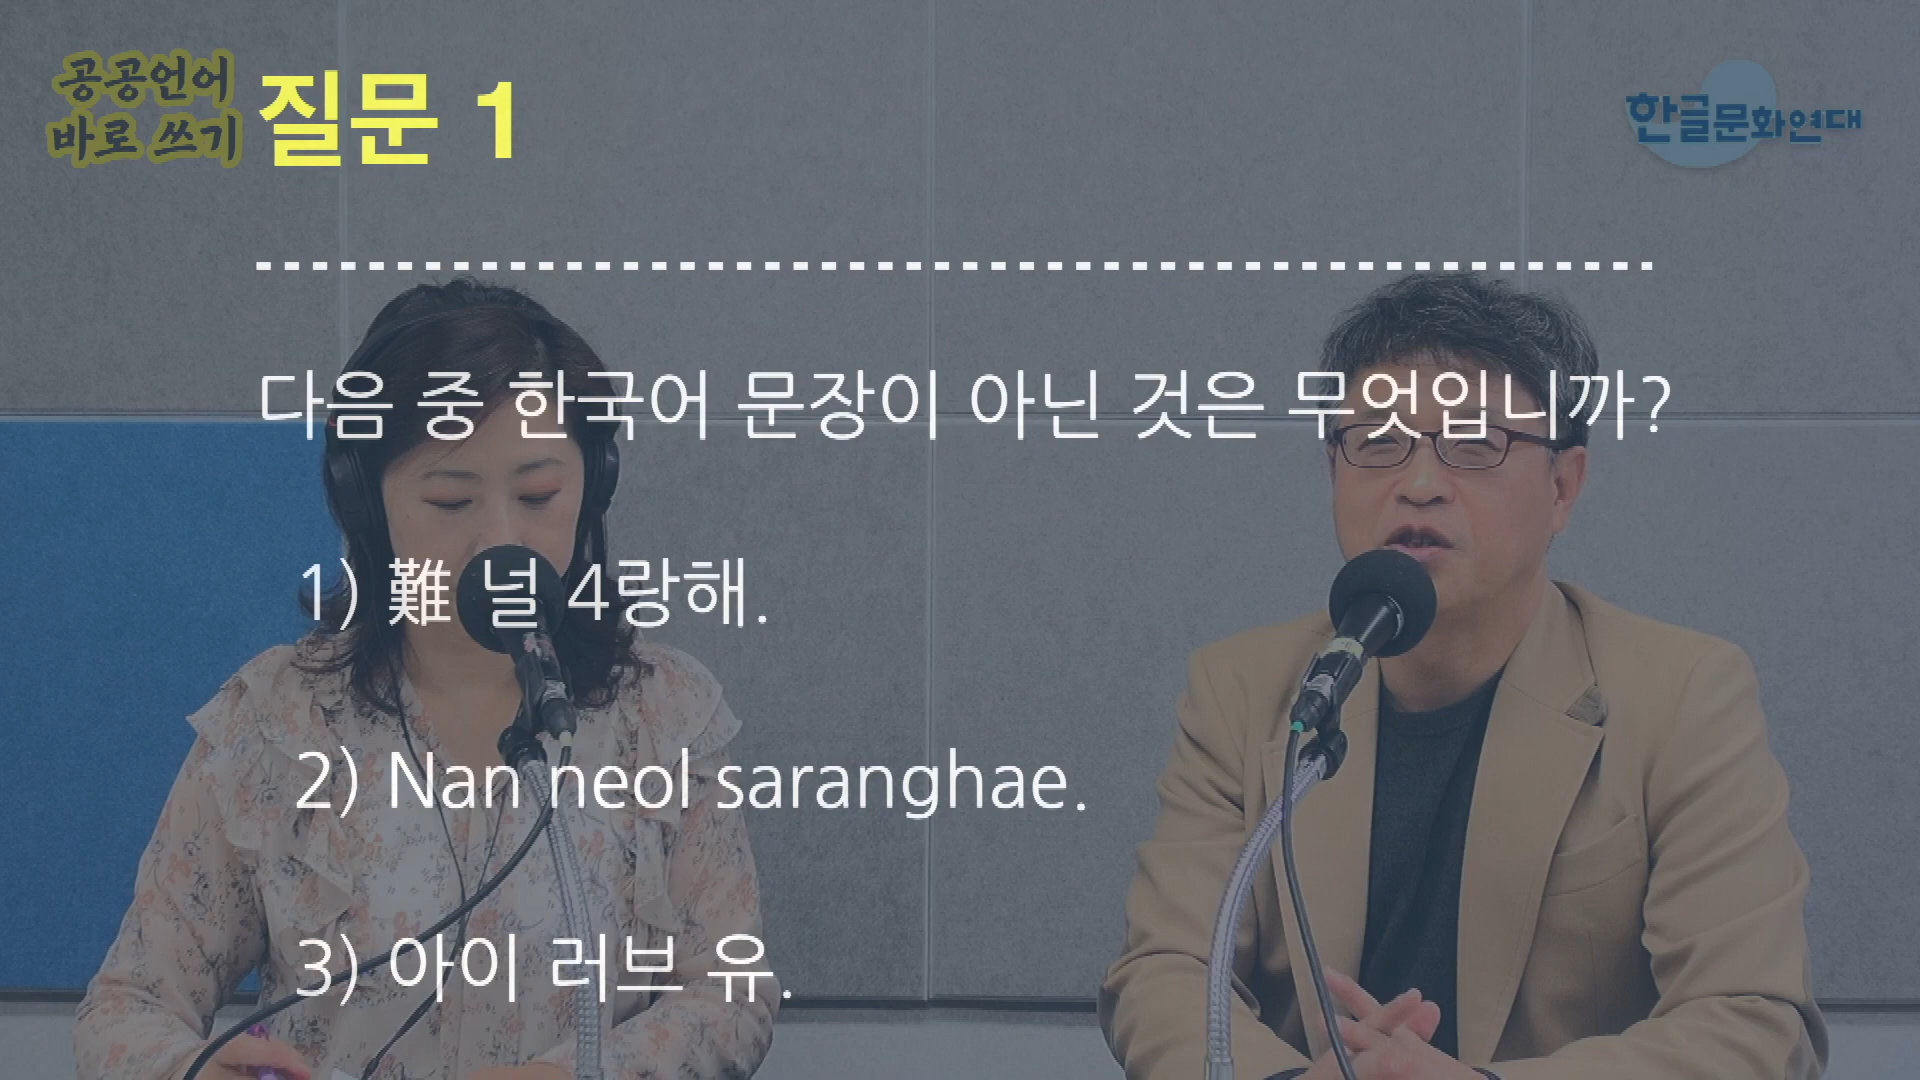 공공언어
바로 쓰기
질문 1
한글문화연대
다음 중 한국어 문장이 아닌 것은 무엇입니까?
1) 難 널 4랑해.
2) Nan neol saranghae.
3) 아이 러브 유.